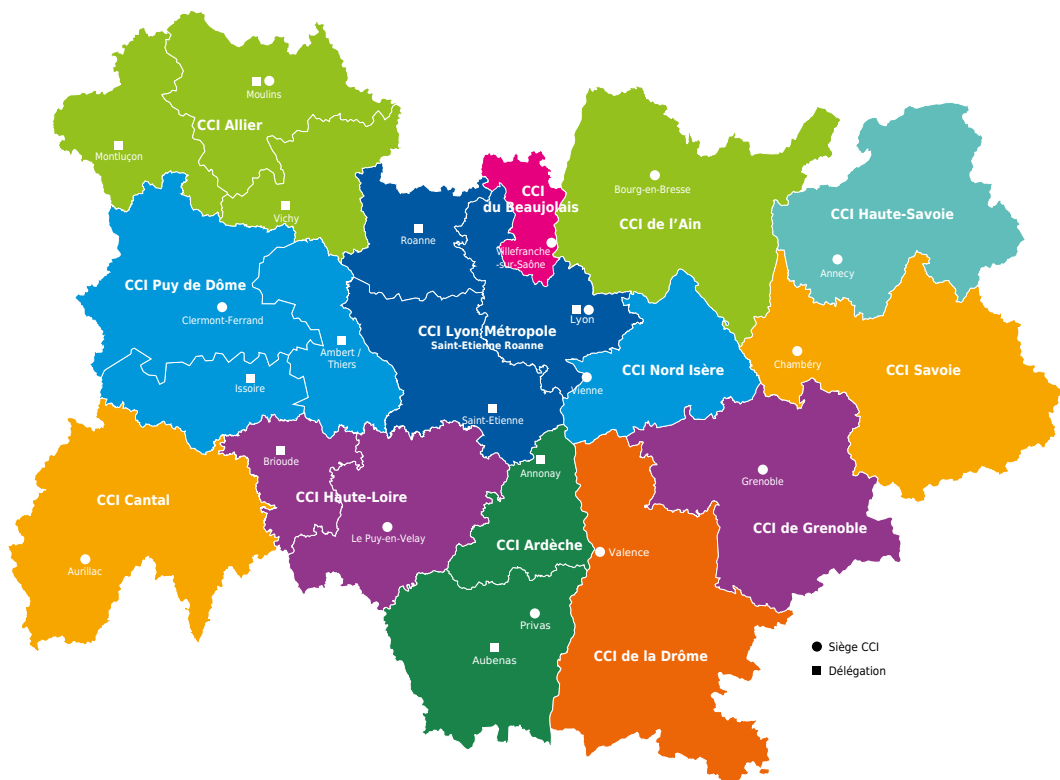 Moulins
CCI Allier
Montluçon
Vichy
CCI
du Beaujolais
Villefranche
-sur-Saône
Bourg-en-Bresse
CCI de l’Ain
CCI Haute-Savoie
Annecy
Roanne
CCI Puy de Dôme
Clermont-Ferrand
Ambert /
Thiers
Issoire
CCI Lyon Métropole
Saint-Etienne Roanne
Lyon
Saint-Etienne
CCI Nord Isère
Vienne
Chambéry
CCI Savoie
Brioude
CCI Haute-Loire
Le Puy-en-Velay
CCI Cantal
Aurillac
Annonay
CCI Ardèche
Privas
Aubenas
Valence
CCI de la Drôme
Grenoble
CCI de Grenoble
Siège CCI
Délégation